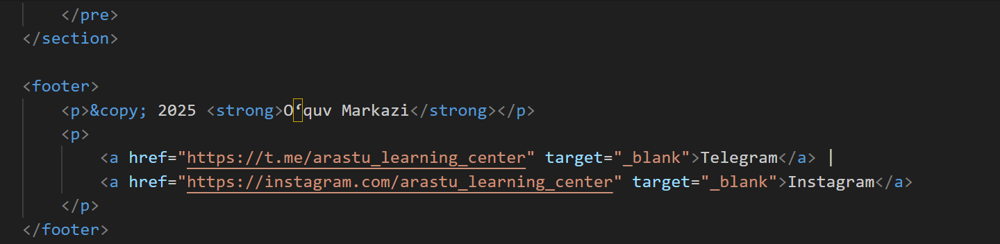 </pre>
</section>
<footer>
<p>&copy; 2025 <strong>O‘quv Markazi</strong></p>
<p>
<a href="https://t.me/arastu_learning_center" target="_blank">Telegram</a> |
<a href="https://instagram.com/arastu_learning_center" target="_blank">Instagram</a>
</p>
</footer>